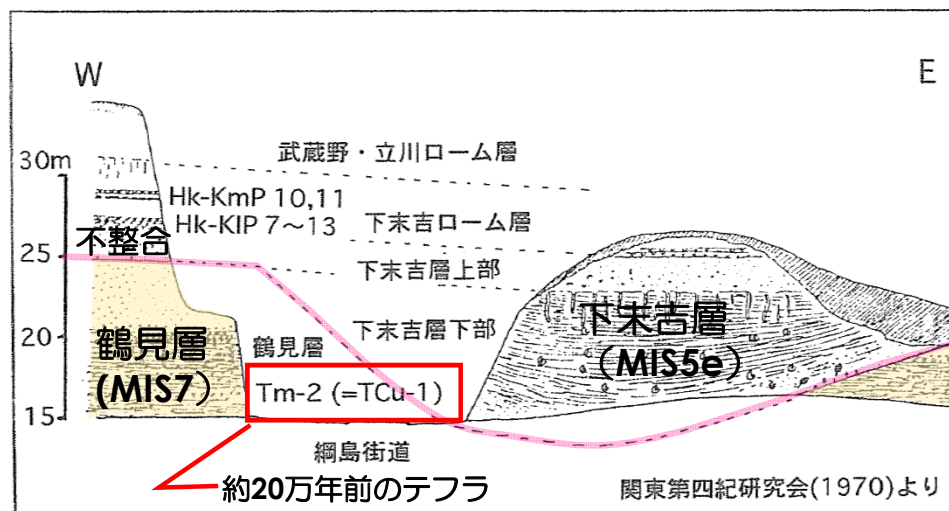 W
E
武蔵野・立川ローム層
30m
Hk-KmP 10,11
Hk-KlP 7～13
下末吉ローム層
不整合
25
下末吉層上部
下末吉層
(MIS5e)
下末吉層下部
20
鶴見層
(MIS7)
鶴見層
Tm-2 (=TCu-1)
15
綱島街道
約20万年前のテフラ
関東第四紀研究会(1970)より